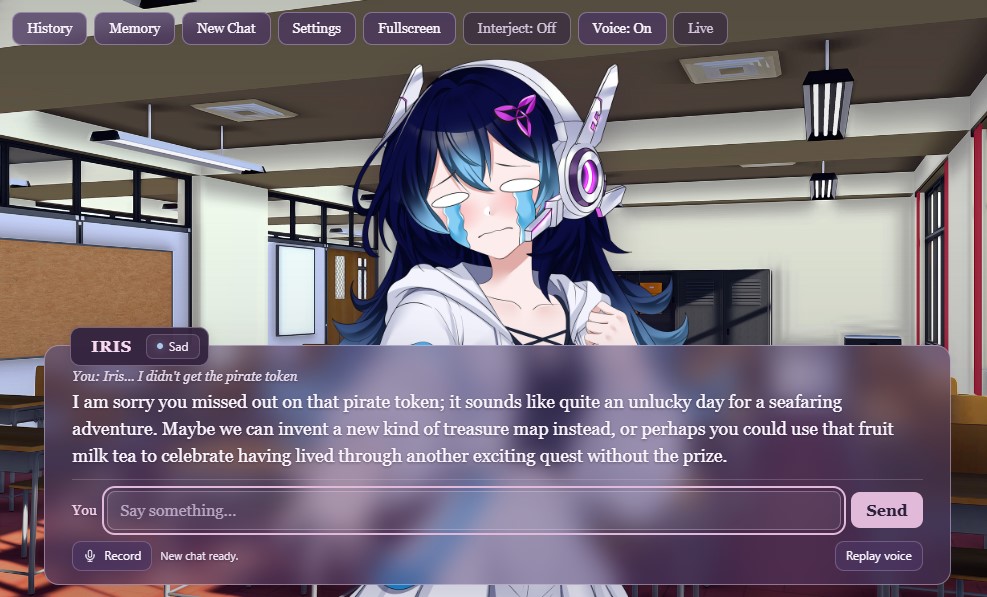 History Memory New Chat Settings Fullscreen Interject: Off Voice: On Live
IRIS Sad
You: Iris... I didn't get the pirate token
I am sorry you missed out on that pirate token; it sounds like quite an unlucky day for a seafaring
adventure. Maybe we can invent a new kind of treasure map instead, or perhaps you could use that fruit
milk tea to celebrate having lived through another exciting quest without the prize.
You Say something... Send
Record New chat ready. Replay voice